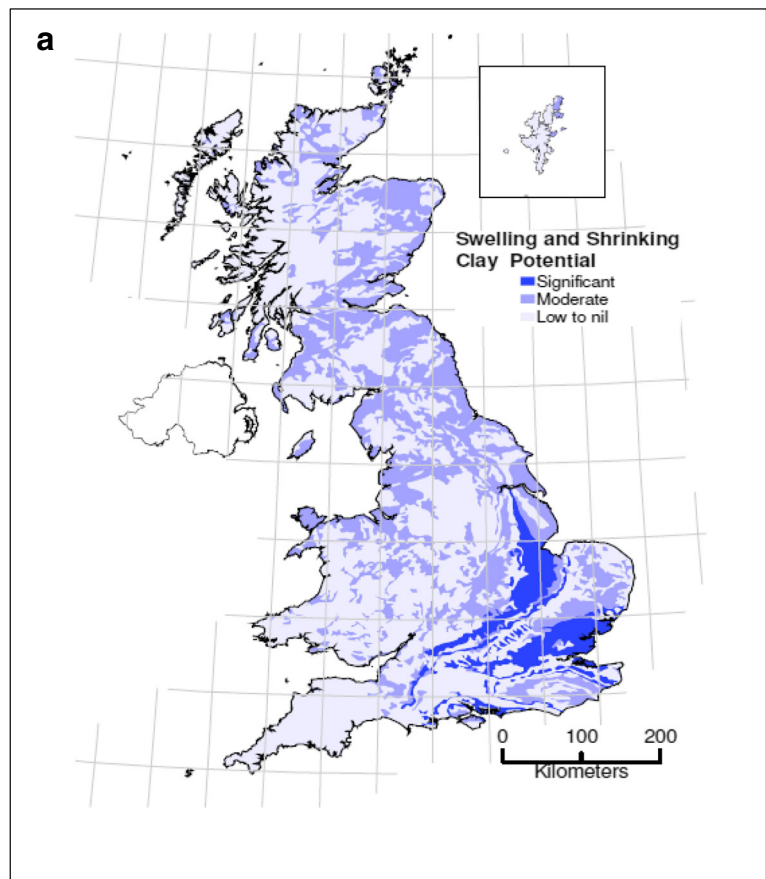 a
Swelling and Shrinking
Clay Potential
Significant
Moderate
Low to nil
0 100 200
Kilometers